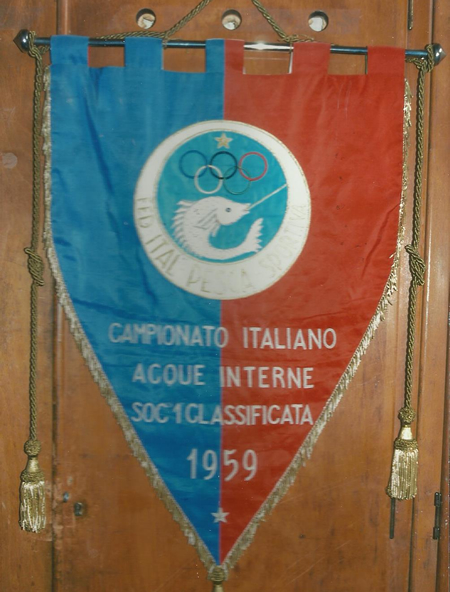 FED ITAL PESCA SPORTIVA
CAMPIONATO ITALIANO
ACQUE INTERNE
SOC 1 CLASSIFICATA
1959